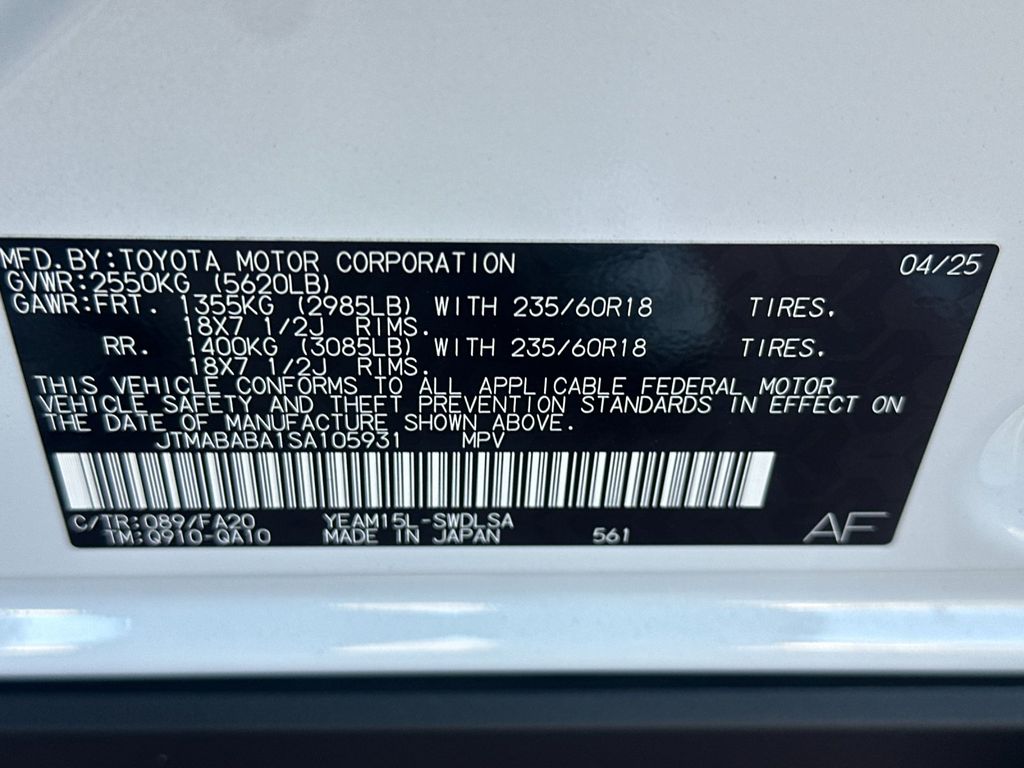 MFD.BY:TOYOTA MOTOR CORPORATION 04/25
GVWR:2550KG (5620LB)
GAWR:FRT. 1355KG (2985LB) WITH 235/60R18 TIRES.
18X7 1/2J RIMS.
RR. 1400KG (3085LB) WITH 235/60R18 TIRES.
18X7 1/2J RIMS.
THIS VEHICLE CONFORMS TO ALL APPLICABLE FEDERAL MOTOR
VEHICLE SAFETY AND THEFT PREVENTION STANDARDS IN EFFECT ON
THE DATE OF MANUFACTURE SHOWN ABOVE.
JTMABABA1SA105931 MPV
C/TR:089/FA20 YEAM15L-SWDLSA
TM:Q910-QA10 MADE IN JAPAN 561 AF